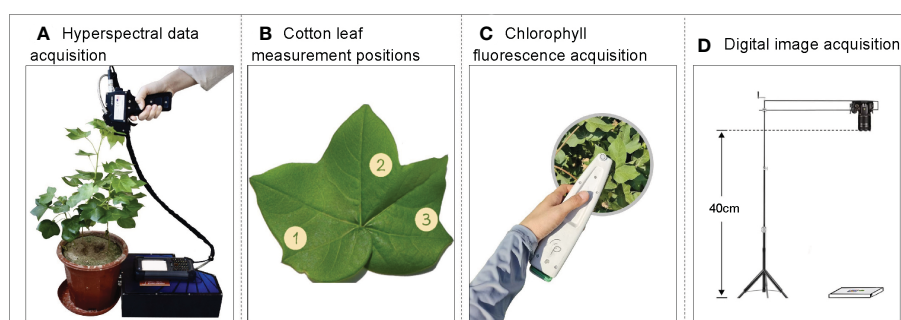 A Hyperspectral data
acquisition
B Cotton leaf
measurement positions
C Chlorophyll
fluorescence acquisition
D Digital image acquisition
1
2
3
40cm